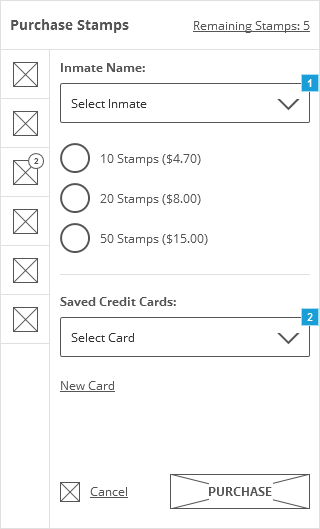 Purchase Stamps
Remaining Stamps: 5
Inmate Name:
1
Select Inmate
10 Stamps ($4.70)
2
20 Stamps ($8.00)
50 Stamps ($15.00)
Saved Credit Cards:
2
Select Card
New Card
Cancel
PURCHASE